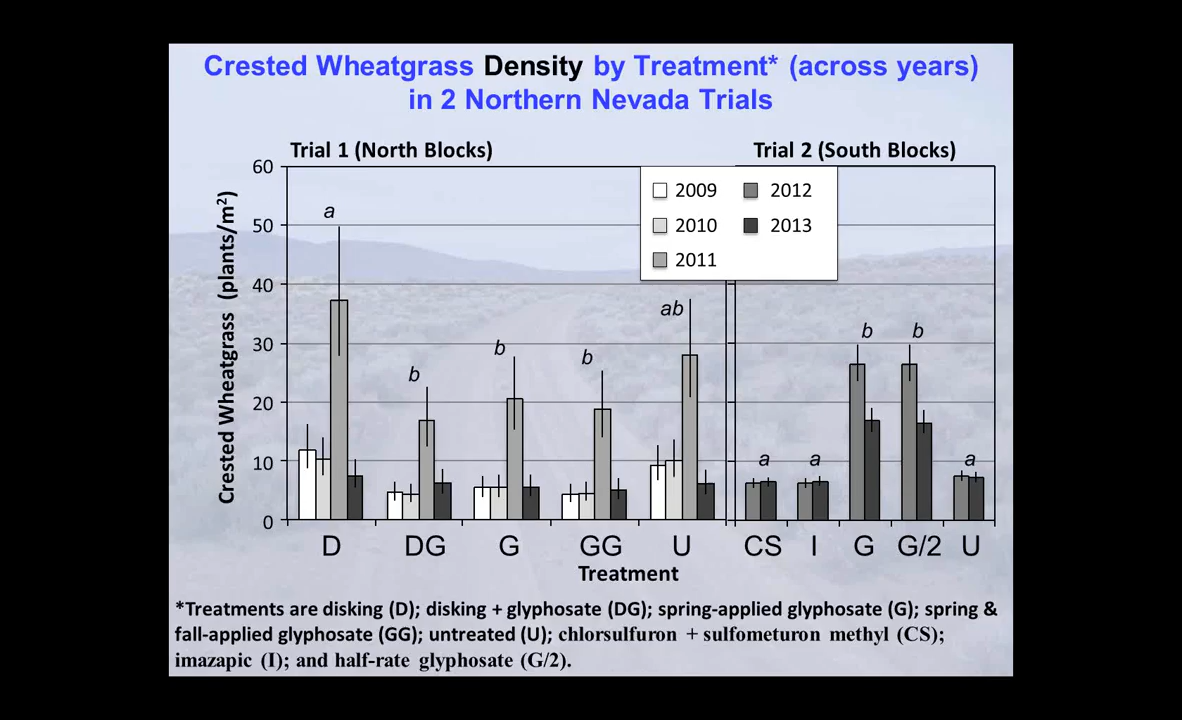 Crested Wheatgrass Density by Treatment* (across years)
in 2 Northern Nevada Trials
Trial 1 (North Blocks)
Trial 2 (South Blocks)
Crested Wheatgrass (plants/m²)
60
50
40
30
20
10
0
2009
2012
2010
2013
2011
a
b
b
b
ab
a
a
b
b
a
D
DG
G
GG
U
CS
I
G
G/2
U
Treatment
*Treatments are disking (D); disking + glyphosate (DG); spring-applied glyphosate (G); spring &
fall-applied glyphosate (GG); untreated (U); chlorsulfuron + sulfometuron methyl (CS);
imazapic (I); and half-rate glyphosate (G/2).